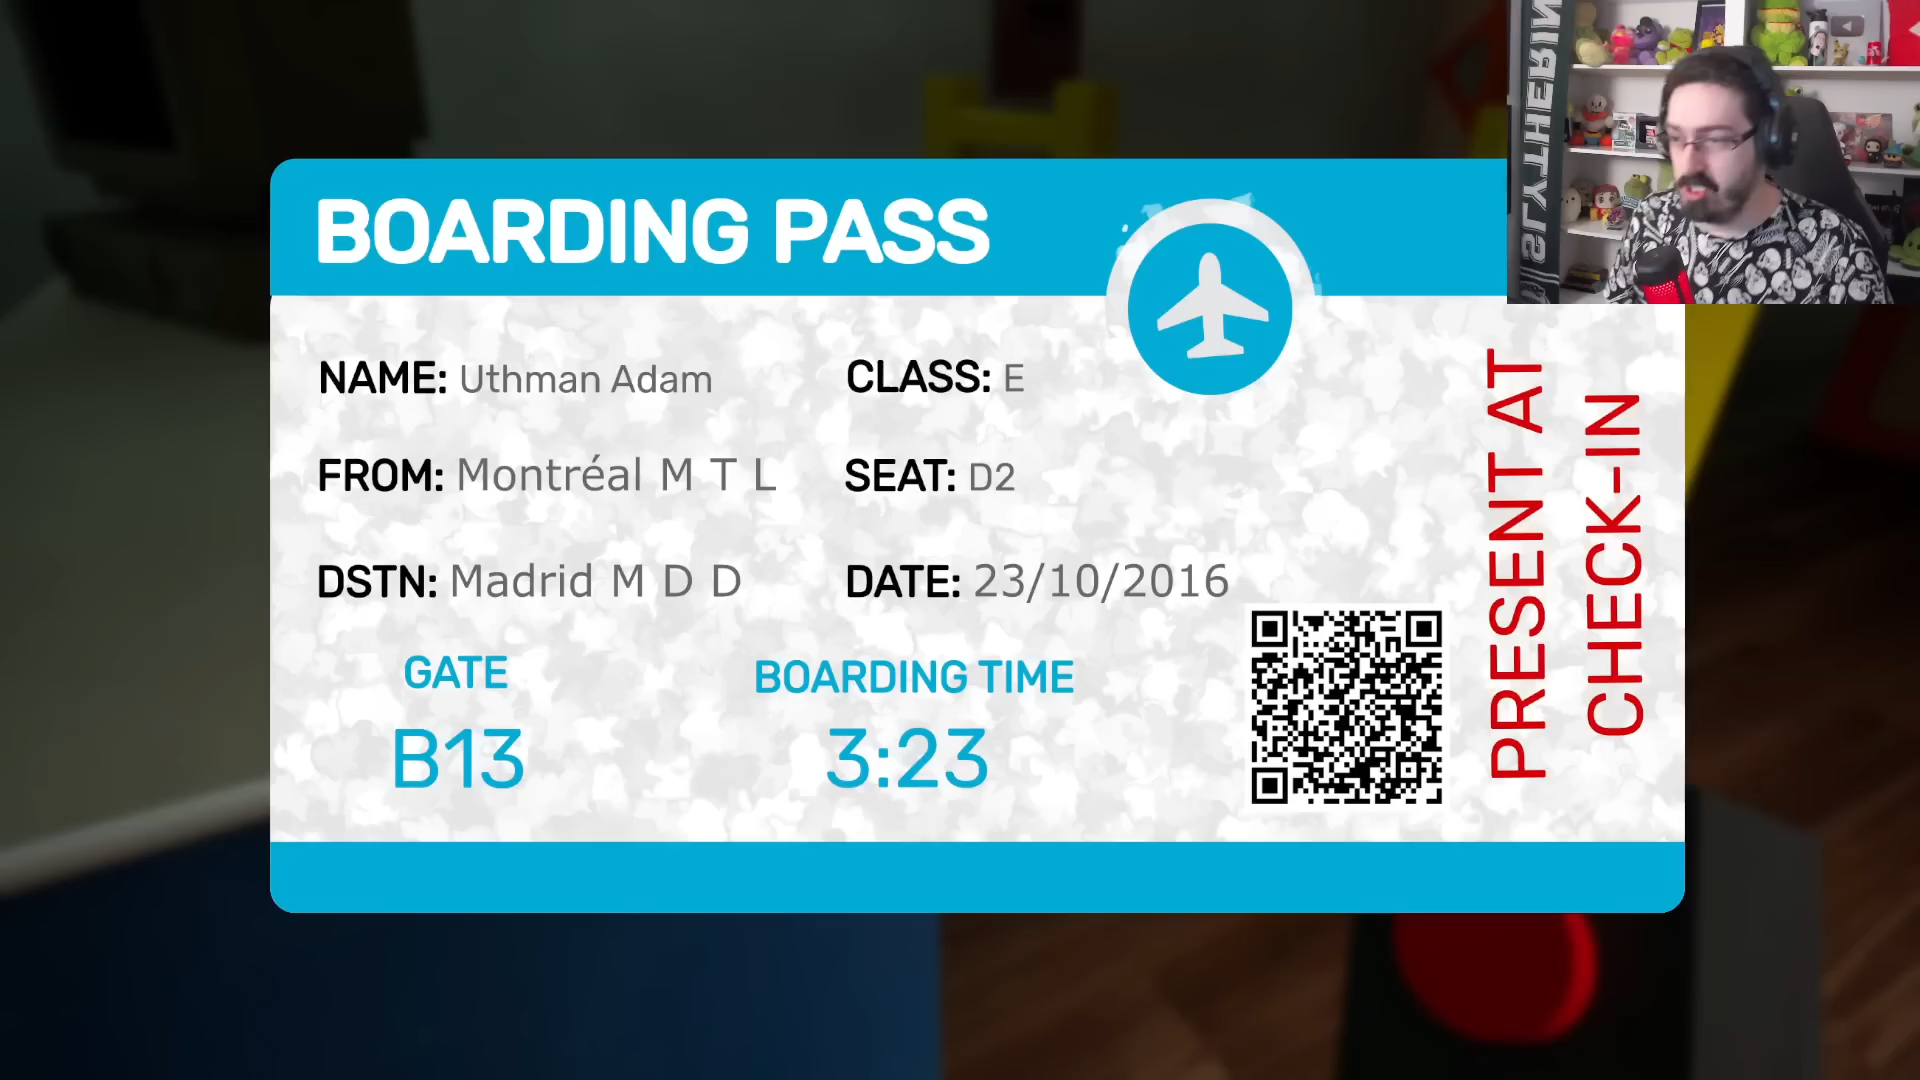 BOARDING PASS
NAME: Uthman Adam
CLASS: E
FROM: Montréal M T L
SEAT: D2
DSTN: Madrid M D D
DATE: 23/10/2016
GATE
BOARDING TIME
B13
3:23
PRESENT AT
CHECK-IN